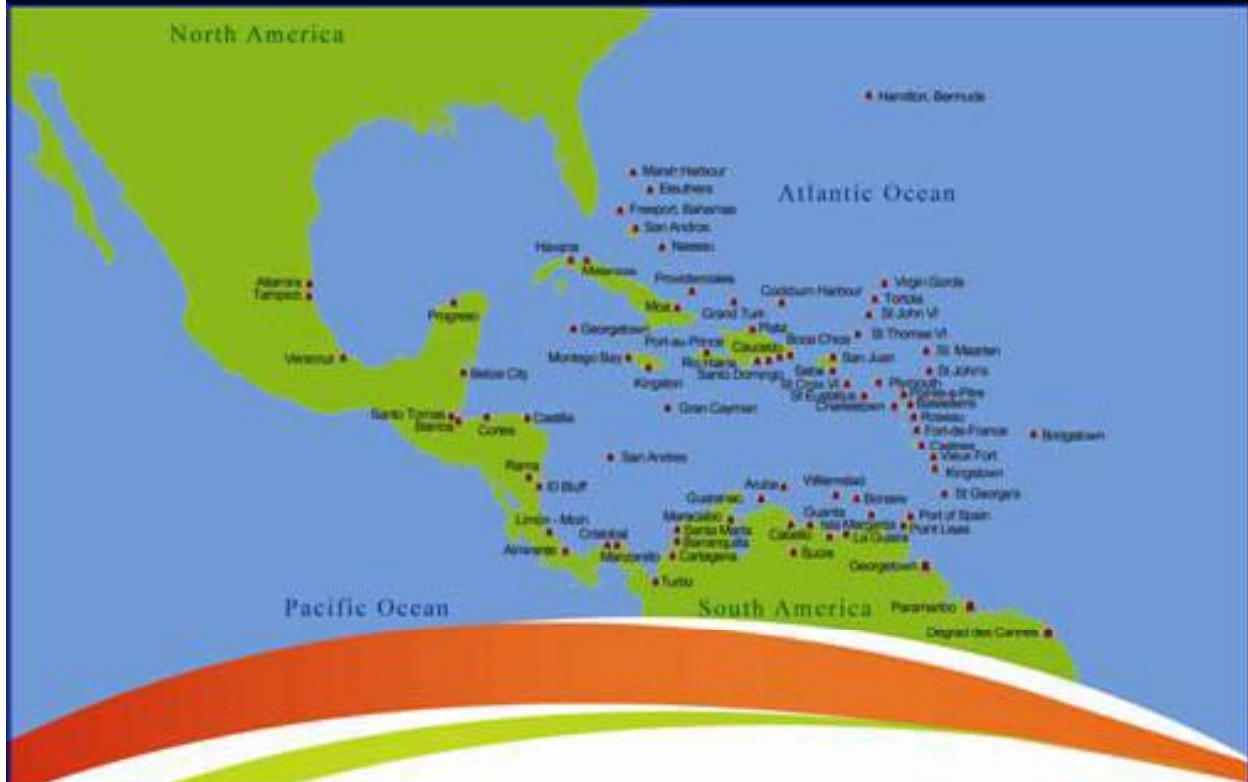 North America
Hamilton, Bermuda
Marsh Harbour
Eleuthera
Atlantic Ocean
Freeport, Bahamas
San Andros
Nassau
Havana
Matanzas
Providenciales
Virgin Gorda
Altamira
Tampico
Cockburn Harbour
Tortola
Progreso
Moa
Grand Turk
St John VI
Georgetown
Plata
St Thomas VI
Port-au-Prince
Boca Chica
Caucedo
Veracruz
Montego Bay
Rio Haina
San Juan
St. Maarten
Belize City
Kingston
Santo Domingo
St John's
St Croix VI
Plymouth
St Eustatius
Pointe-a-Pitre
Charlestown
Gran Cayman
Santo Tomas
Barrios
Cortes
Castilla
Roseau
Fort-de-France
Bridgetown
Castries
Vieux Fort
San Andres
Kingstown
Rama
El Bluff
Aruba
Willemstad
St George's
Guaranao
Bonaire
Maracaibo
Guanta
Port of Spain
Limon - Moin
Santa Marta
Isla Margarita
Point Lisas
Cristobal
Barranquilla
Cabello
La Guaira
Almirante
Manzanillo
Cartagena
Sucre
Georgetown
Turbo
Pacific Ocean
South America
Paramaribo
Degrad des Cannes